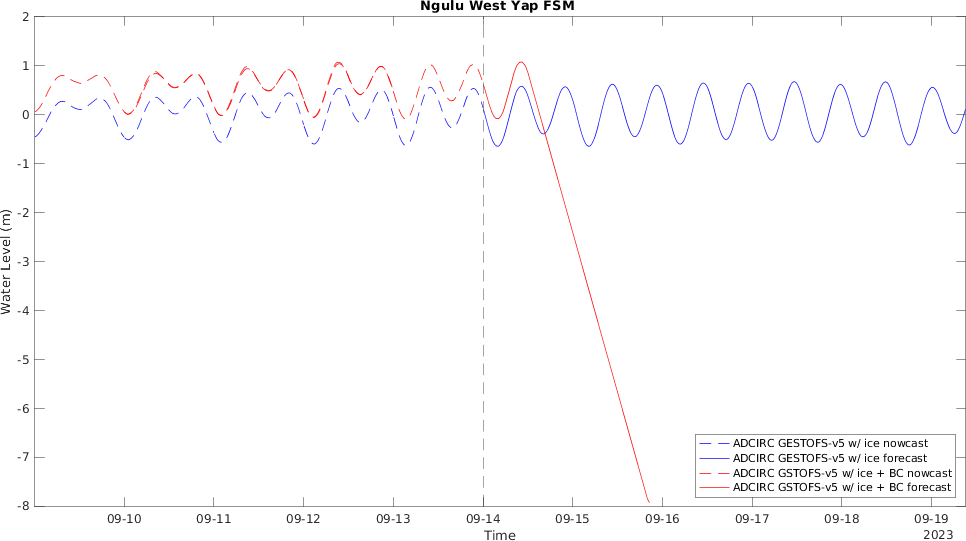 Ngulu West Yap FSM
2
1
0
-1
-2
-3
-4
-5
-6
-7
-8
Water Level (m)
ADCIRC GESTOFS-v5 w/ ice nowcast
ADCIRC GESTOFS-v5 w/ ice forecast
ADCIRC GSTOFS-v5 w/ ice + BC nowcast
ADCIRC GSTOFS-v5 w/ ice + BC forecast
09-10 09-11 09-12 09-13 09-14 09-15 09-16 09-17 09-18 09-19
Time
2023